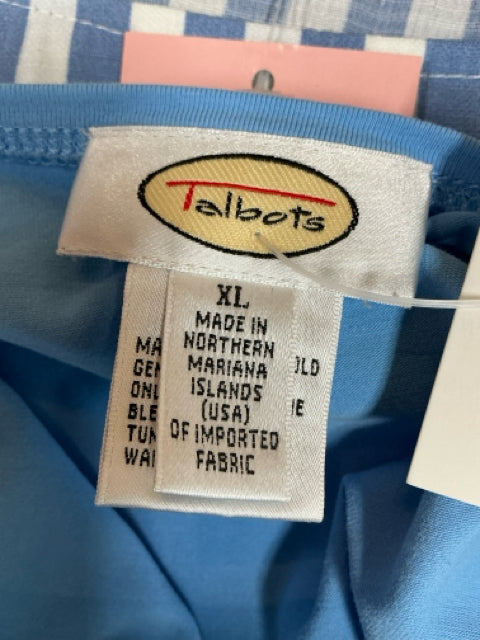 Talbots
XL
MADE IN
NORTHERN
MARIANA
ISLANDS
(USA)
OF IMPORTED
FABRIC